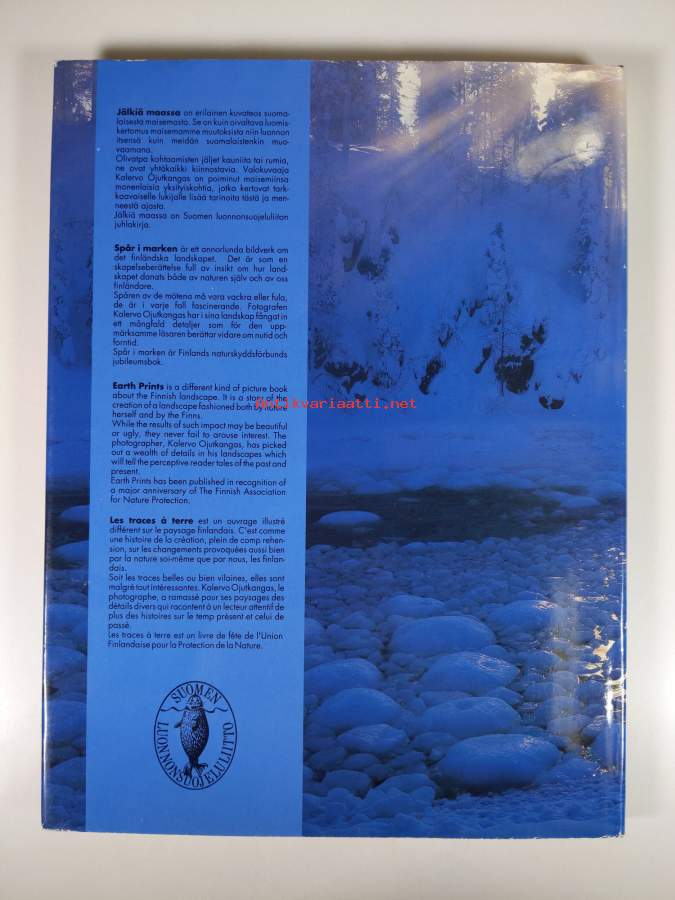 Jälkiä maassa on erilainen kuvateos suoma-
laisesta maisemasta. Se on kuin oivaltava luomis-
kertomus maisemamme muutoksista niin luonnon
itsensä kuin meidän suomalaistenkin muo-
vaamana.
Olivatpa kohtaamisten jäljet kauniita tai rumia,
ne ovat yhtäkaikki kiinnostavia. Valokuvaaja
Kalervo Ojutkangas on poiminut maisemiinsa
monenlaisia yksityiskohtia, jotka kertovat tark-
kaavaiselle lukijalle lisää tarinoita tästä ja men-
neestä ajasta.
Jälkiä maassa on Suomen luonnonsuojeluliiton
juhlakirja.
Spår i marken är ett annorlunda bildverk om
det finländska landskapet. Det är som en
skapelseberättelse full av insikt om hur land-
skapet danats både av naturen själv och av oss
finländare.
Spåren av de mötena må vara vackra eller fula,
de är i varje fall fascinerande. Fotografen
Kalervo Ojutkangas har i sina landskap fångat in
ett mångfald detaljer som för den upp-
märksamme läsaren berättar vidare om nutid och
forntid.
Spår i marken är Finlands naturskyddsförbunds
jubileumsbok.
Earth Prints is a different kind of picture book
about the Finnish landscape. It is a story of the
creation of a landscape fashioned both by nature
herself and by the Finns.
While the results of such impact may be beautiful
or ugly, they never fail to arouse interest. The
photographer, Kalervo Ojutkangas, has picked
out a wealth of details in his landscapes which
will tell the perceptive reader tales of the past and
present.
Earth Prints has been published in recognition of
a major anniversary of The Finnish Association
for Nature Protection.
Les traces à terre est un ouvrage illustré
différent sur le paysage finlandais. C'est comme
une histoire de la création, plein de comp rehen-
sion, sur les changements provoquées aussi bien
par la nature soi-même que par nous, les finlan-
dais.
Soit les traces belles ou bien vilaines, elles sont
malgré tout intéressantes. Kalervo Ojutkangas, le
photographe, a ramassé pour ses paysages des
détails divers qui racontent à un lecteur attentif de
plus des histoires sur le temp présent et celui de
passé.
Les traces à terre est un livre de fête de l'Union
Finlandaise pour la Protection de la Nature.
SUOMEN
LUONNONSUOJELULIITTO
Antikvariaatti.net